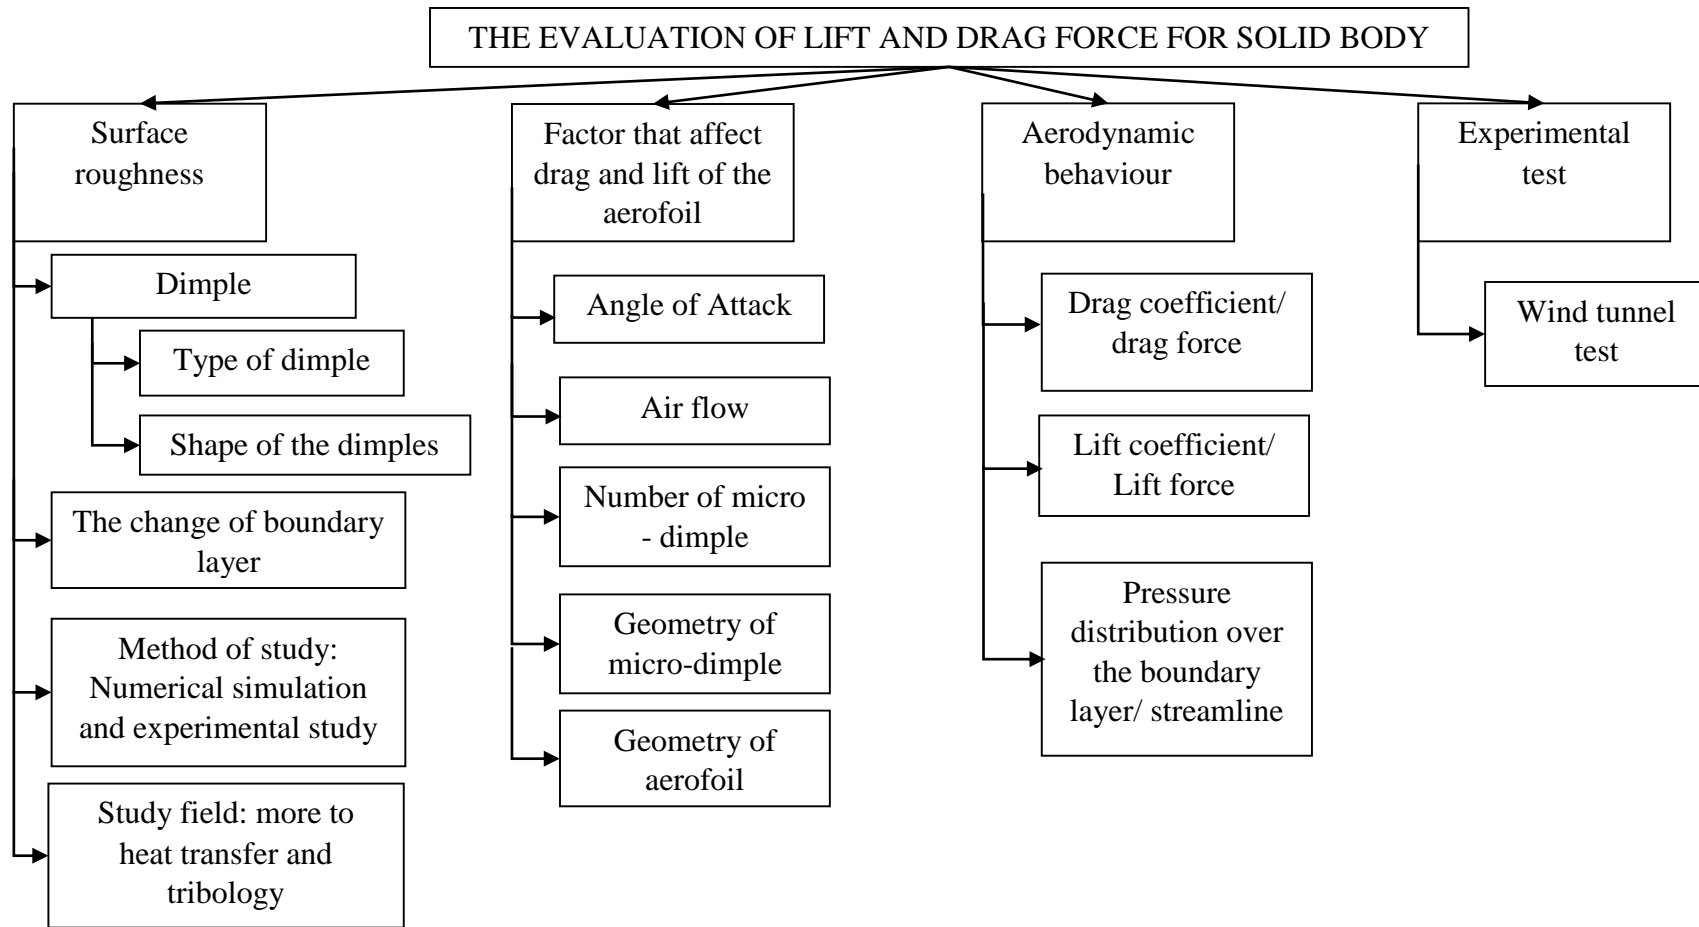 THE EVALUATION OF LIFT AND DRAG FORCE FOR SOLID BODY
Surface
roughness
Dimple
Type of dimple
Shape of the dimples
The change of boundary
layer
Method of study:
Numerical simulation
and experimental study
Study field: more to
heat transfer and
tribology
Factor that affect
drag and lift of the
aerofoil
Angle of Attack
Air flow
Number of micro
- dimple
Geometry of
micro-dimple
Geometry of
aerofoil
Aerodynamic
behaviour
Drag coefficient/
drag force
Lift coefficient/
Lift force
Pressure
distribution over
the boundary
layer/ streamline
Experimental
test
Wind tunnel
test